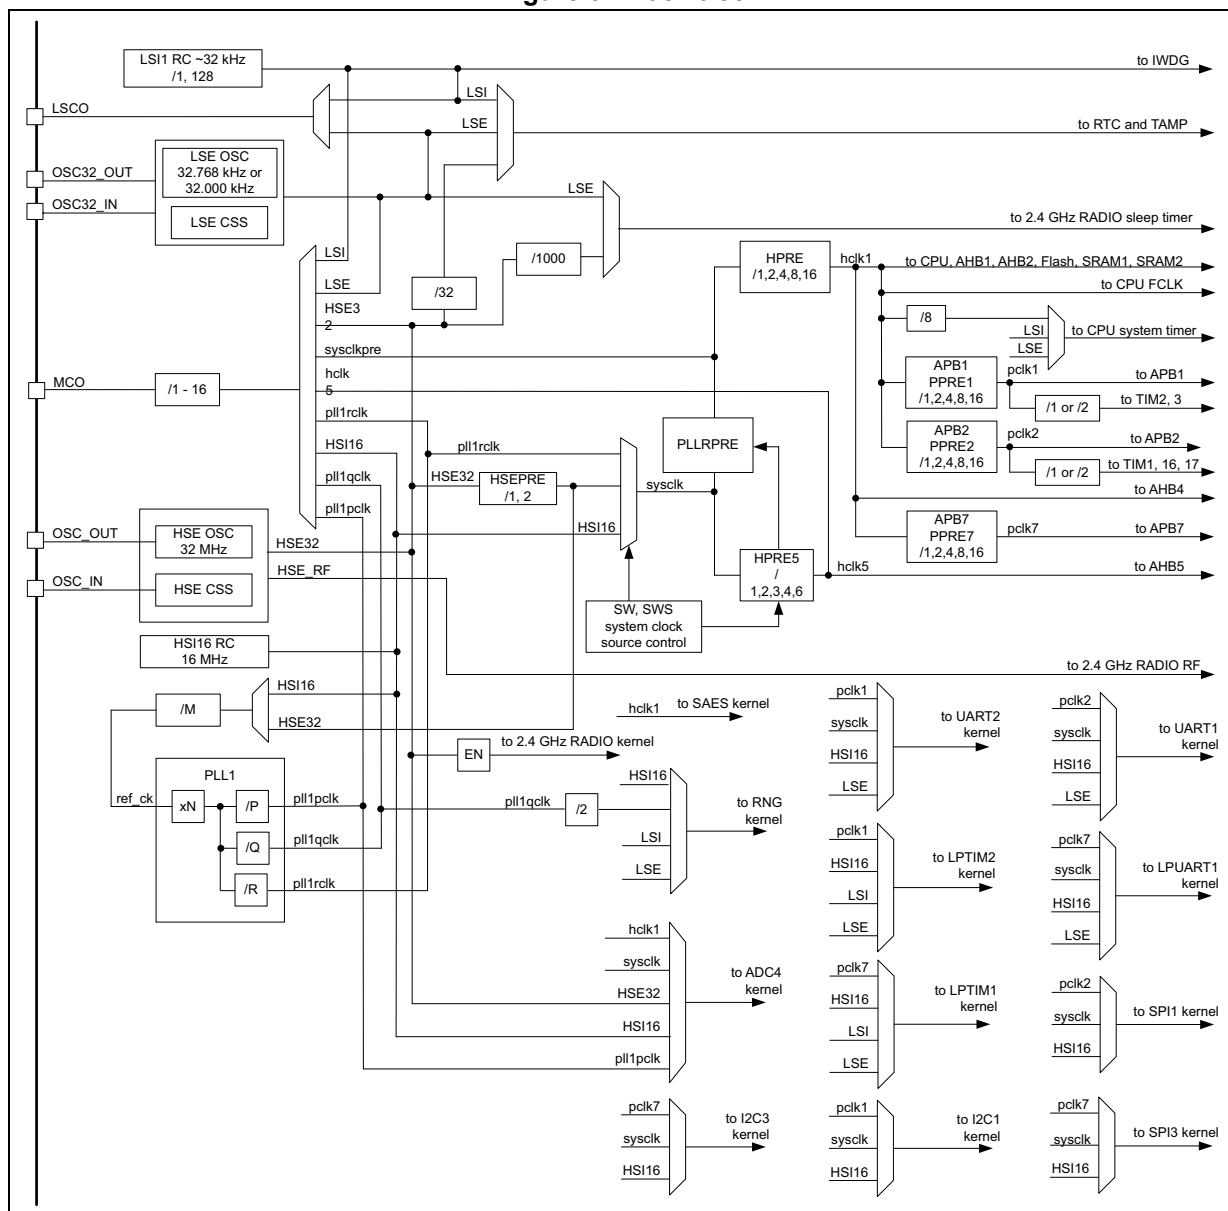 LSI1 RC ~32 kHz
/1, 128
to IWDG
LSCO
LSI
LSE
to RTC and TAMP
OSC32_OUT
OSC32_IN
LSE OSC
32.768 kHz or
32.000 kHz
LSE CSS
LSE
to 2.4 GHz RADIO sleep timer
/1000
/32
LSI
LSE
HSE3
2
sysclkpre
hclk
5
pll1rclk
HSI16
pll1qclk
pll1pclk
MCO
/1 - 16
HPRE
/1,2,4,8,16
hclk1
to CPU, AHB1, AHB2, Flash, SRAM1, SRAM2
to CPU FCLK
/8
LSI
LSE
to CPU system timer
APB1
PPRE1
/1,2,4,8,16
pclk1
to APB1
/1 or /2
to TIM2, 3
APB2
PPRE2
/1,2,4,8,16
pclk2
to APB2
/1 or /2
to TIM1, 16, 17
to AHB4
APB7
PPRE7
/1,2,4,8,16
pclk7
to APB7
PLLRPRE
pll1rclk
HSE32
HSEPRE
/1, 2
HSI16
sysclk
HPRE5
/
1,2,3,4,6
hclk5
to AHB5
SW, SWS
system clock
source control
OSC_OUT
OSC_IN
HSE OSC
32 MHz
HSE CSS
HSE32
HSE_RF
HSI16 RC
16 MHz
to 2.4 GHz RADIO RF
/M
HSI16
HSE32
hclk1
to SAES kernel
EN
to 2.4 GHz RADIO kernel
PLL1
ref_ck
xN
/P
/Q
/R
pll1pclk
pll1qclk
pll1rclk
HSI16
pll1qclk
/2
LSI
LSE
to RNG
kernel
hclk1
sysclk
HSE32
HSI16
pll1pclk
to ADC4
kernel
pclk7
sysclk
HSI16
to I2C3
kernel
pclk1
sysclk
HSI16
LSE
to UART2
kernel
pclk1
HSI16
LSI
LSE
to LPTIM2
kernel
pclk7
HSI16
LSI
LSE
to LPTIM1
kernel
pclk1
sysclk
HSI16
to I2C1
kernel
pclk2
sysclk
HSI16
LSE
to UART1
kernel
pclk7
sysclk
HSI16
LSE
to LPUART1
kernel
pclk2
sysclk
HSI16
to SPI1 kernel
pclk7
sysclk
HSI16
to SPI3 kernel